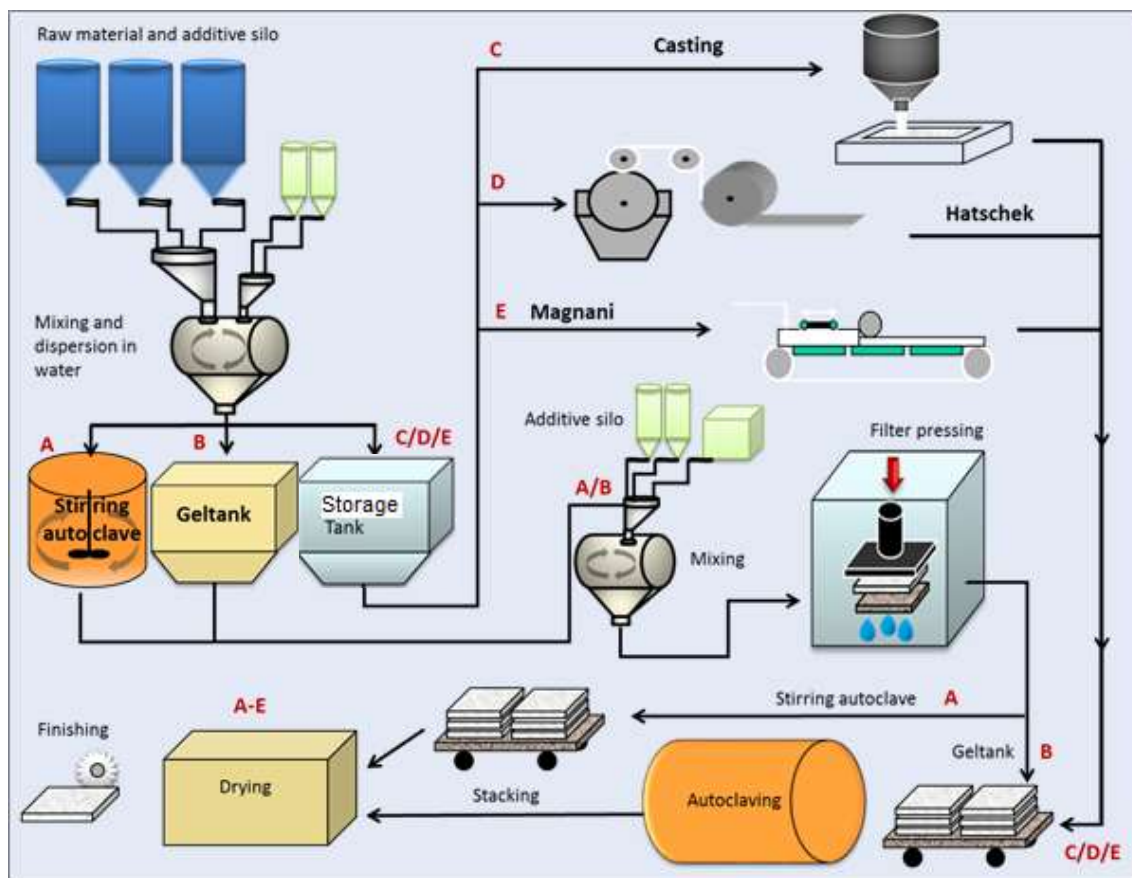 Raw material and additive silo
C
Casting
D
Hatschek
Mixing and
dispersion in
water
E
Magnani
A
B
C/D/E
Additive silo
Filter pressing
Stirring
autoclave
Geltank
Storage
Tank
A/B
Mixing
Stirring autoclave
A
A-E
Finishing
Geltank
B
Drying
Stacking
Autoclaving
C/D/E